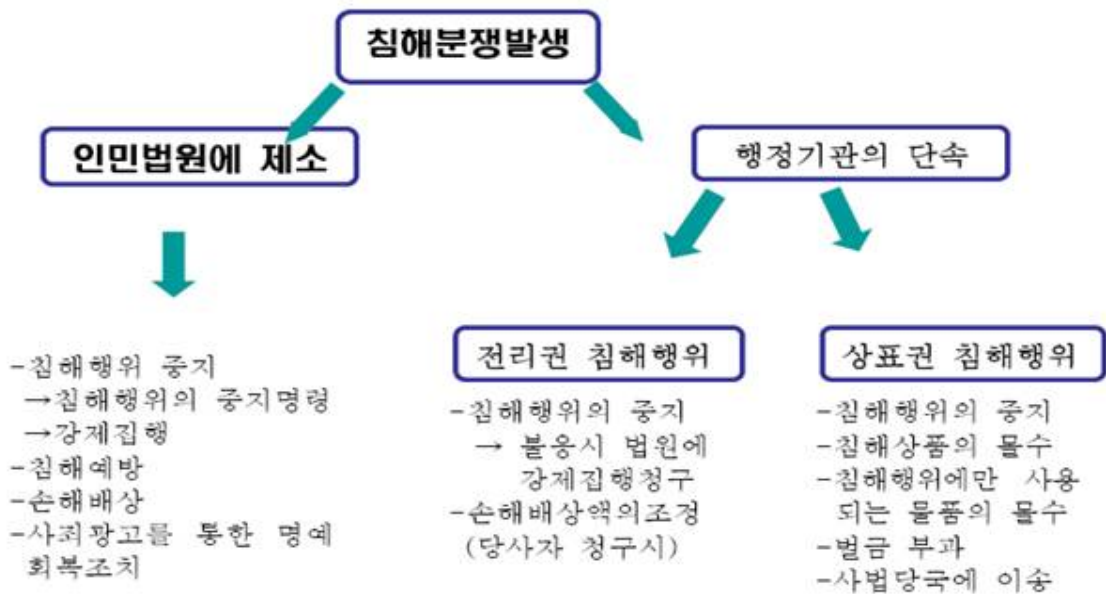 침해분쟁발생
인민법원에 제소
행정기관의 단속
-침해행위 중지
→침해행위의 중지명령
→강제집행
-침해예방
-손해배상
-사죄광고를 통한 명예
회복조치
전리권 침해행위
-침해행위의 중지
→ 불응시 법원에
강제집행청구
-손해배상액의조정
(당사자 청구시)
상표권 침해행위
-침해행위의 중지
-침해상품의 몰수
-침해행위에만 사용
되는 물품의 몰수
-벌금 부과
-사법당국에 이송